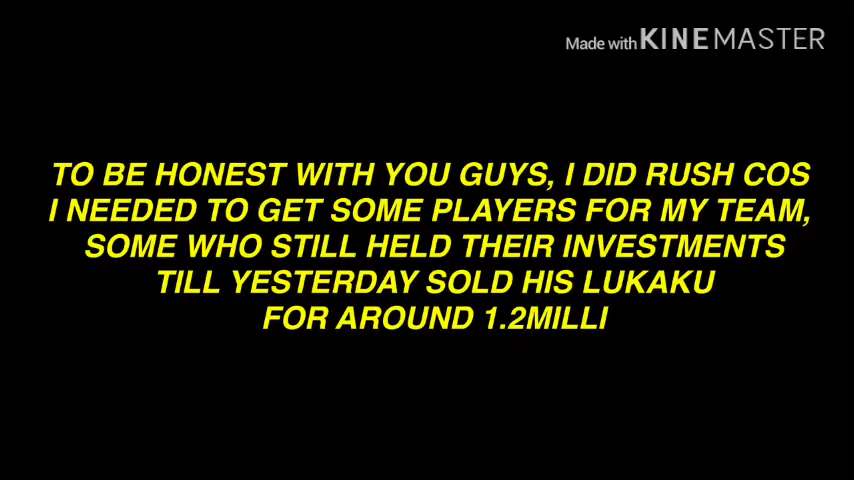 Made with KINEMASTER
TO BE HONEST WITH YOU GUYS, I DID RUSH COS
I NEEDED TO GET SOME PLAYERS FOR MY TEAM,
SOME WHO STILL HELD THEIR INVESTMENTS
TILL YESTERDAY SOLD HIS LUKAKU
FOR AROUND 1.2MILLI